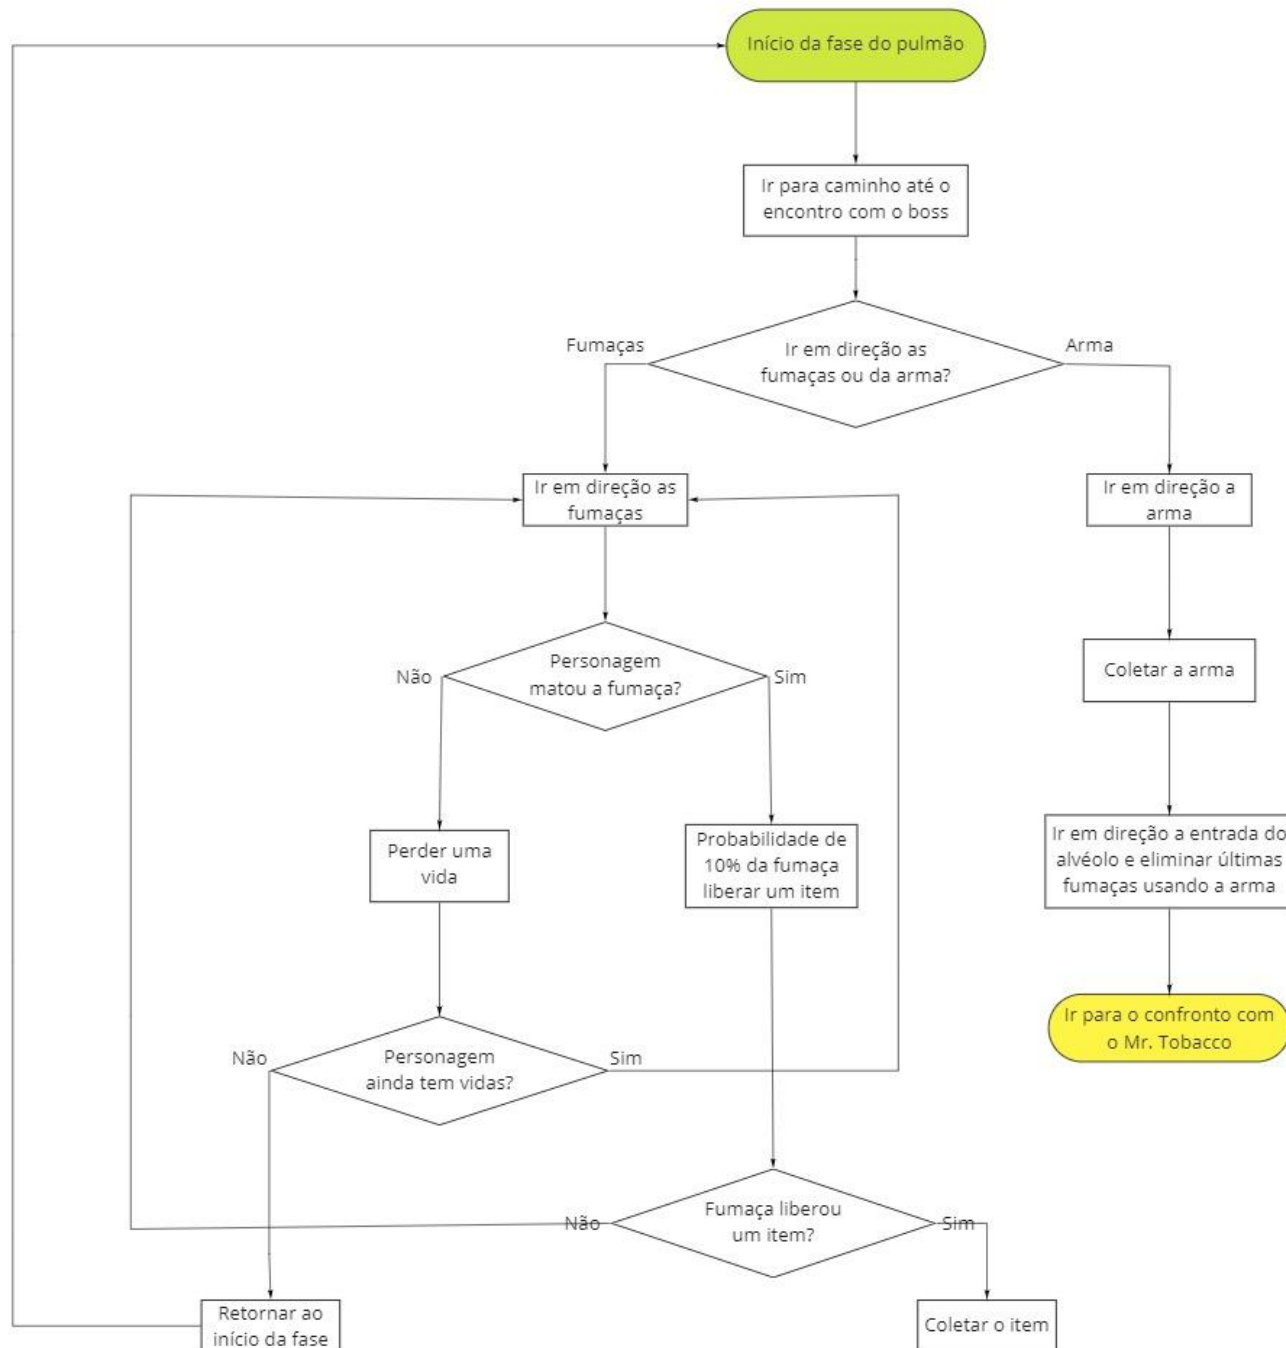 Início da fase do pulmão
Ir para caminho até o
encontro com o boss
Fumaças
Ir em direção as
fumaças ou da arma?
Arma
Ir em direção as
fumaças
Ir em direção a
arma
Não
Personagem
matou a fumaça?
Sim
Coletar a arma
Perder uma
vida
Probabilidade de
10% da fumaça
liberar um item
Ir em direção a entrada do
alvéolo e eliminar últimas
fumaças usando a arma
Ir para o confronto com
o Mr. Tobacco
Não
Personagem
ainda tem vidas?
Sim
Não
Fumaça liberou
um item?
Sim
Retornar ao
início da fase
Coletar o item